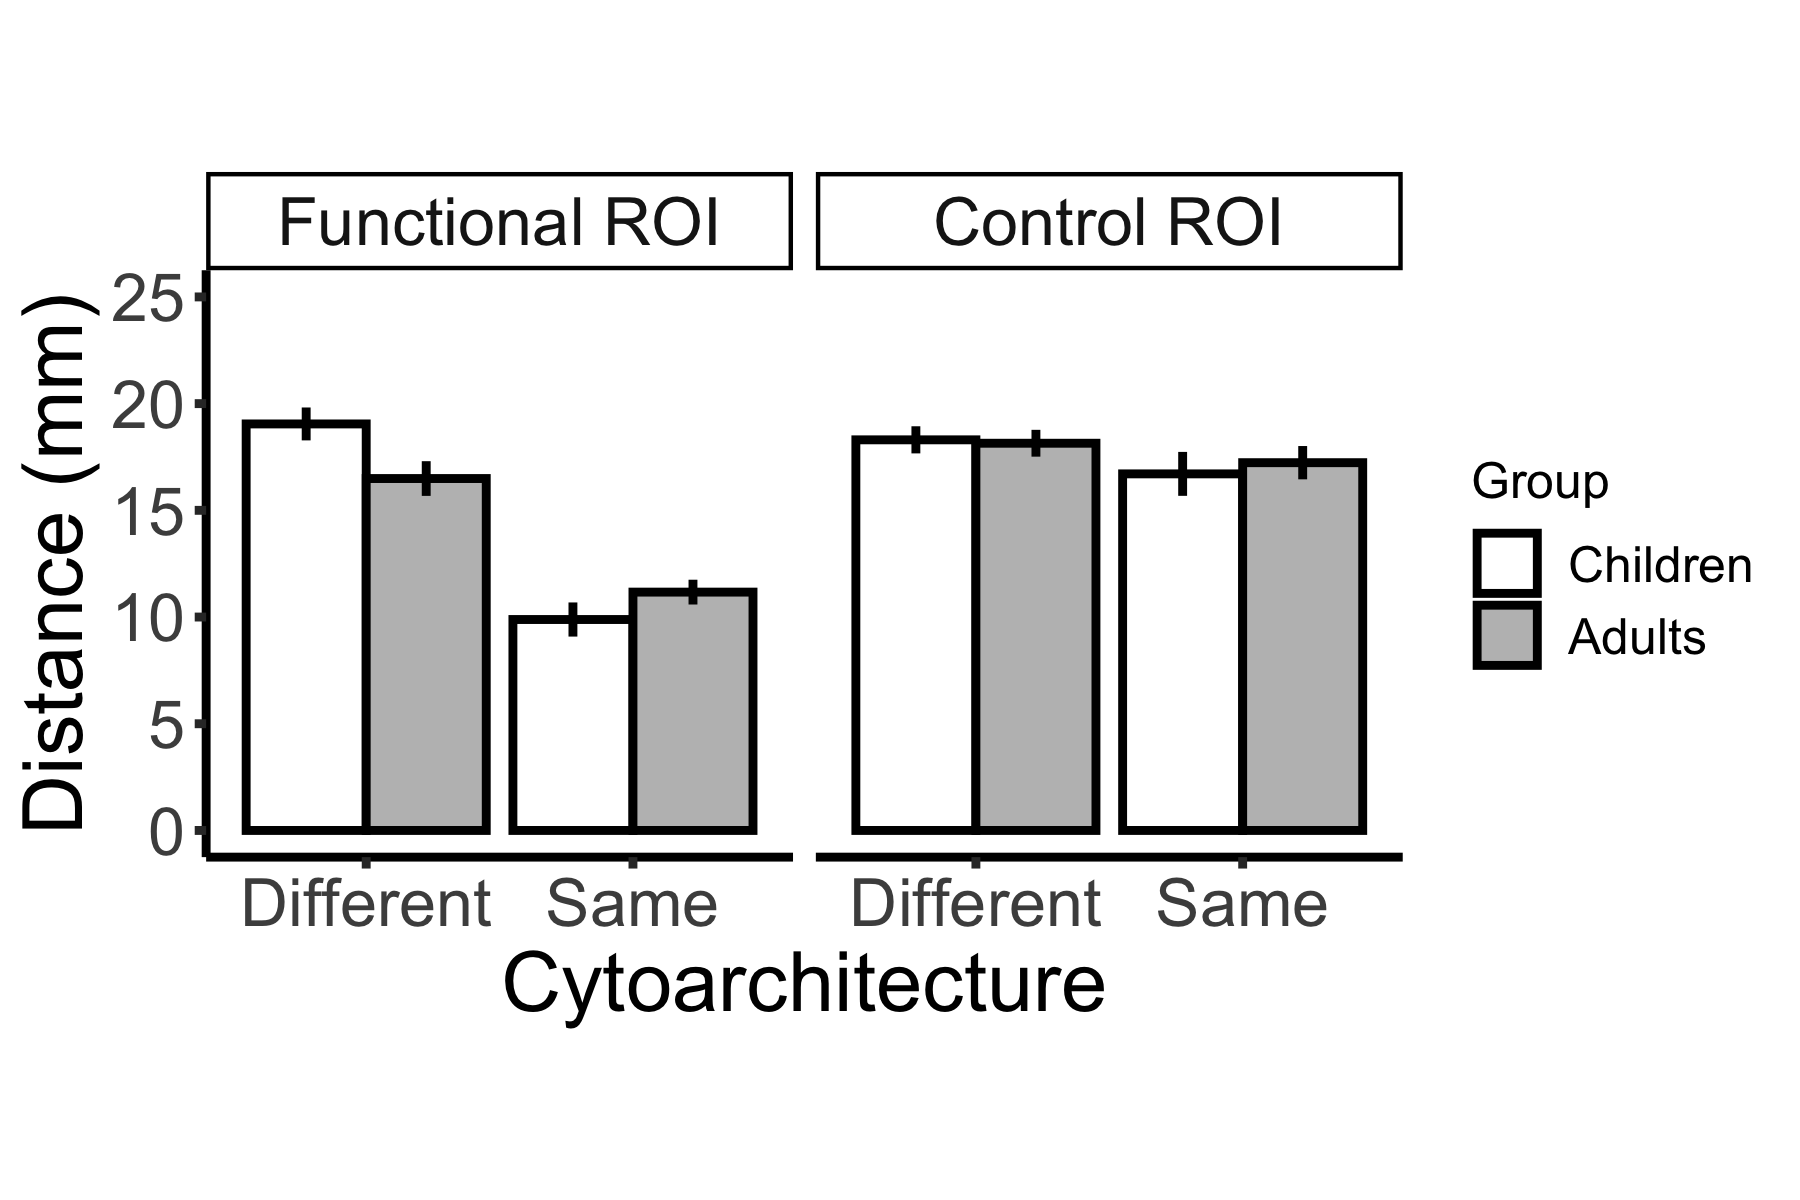 Functional ROI
Control ROI
Distance (mm)
25
20
15
10
5
0
Different
Same
Different
Same
Cytoarchitecture
Group
Children
Adults